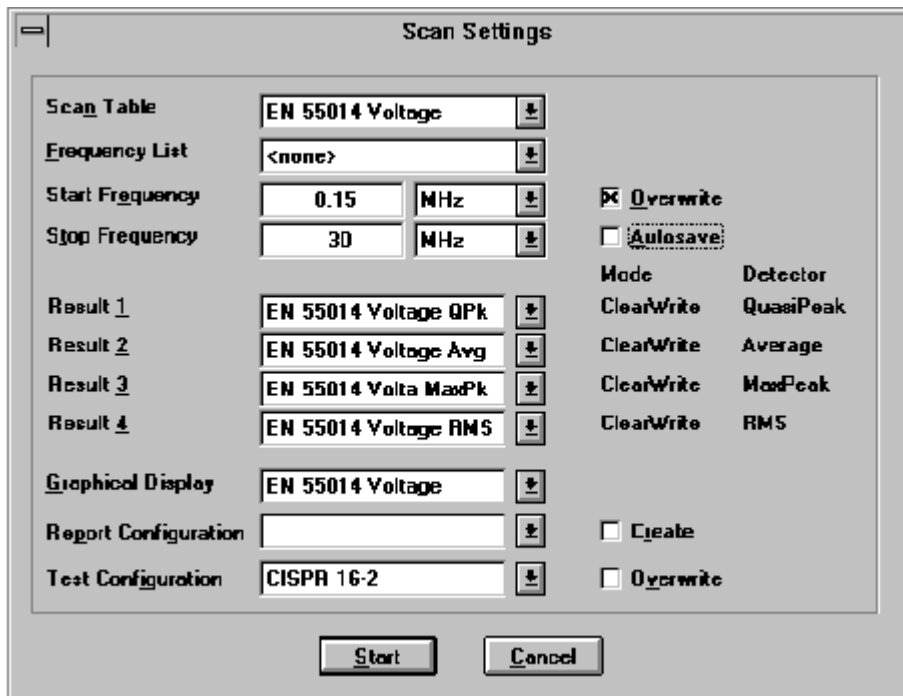 Scan Settings
Scan Table EN 55014 Voltage
Frequency List <none>
Start Frequency 0.15 MHz Overwrite
Stop Frequency 30 MHz Autosave
Mode Detector
Result 1 EN 55014 Voltage QPk ClearWrite QuasiPeak
Result 2 EN 55014 Voltage Avg ClearWrite Average
Result 3 EN 55014 Volta MaxPk ClearWrite MaxPeak
Result 4 EN 55014 Voltage RMS ClearWrite RMS
Graphical Display EN 55014 Voltage
Report Configuration Create
Test Configuration CISPR 16-2 Overwrite
Start Cancel